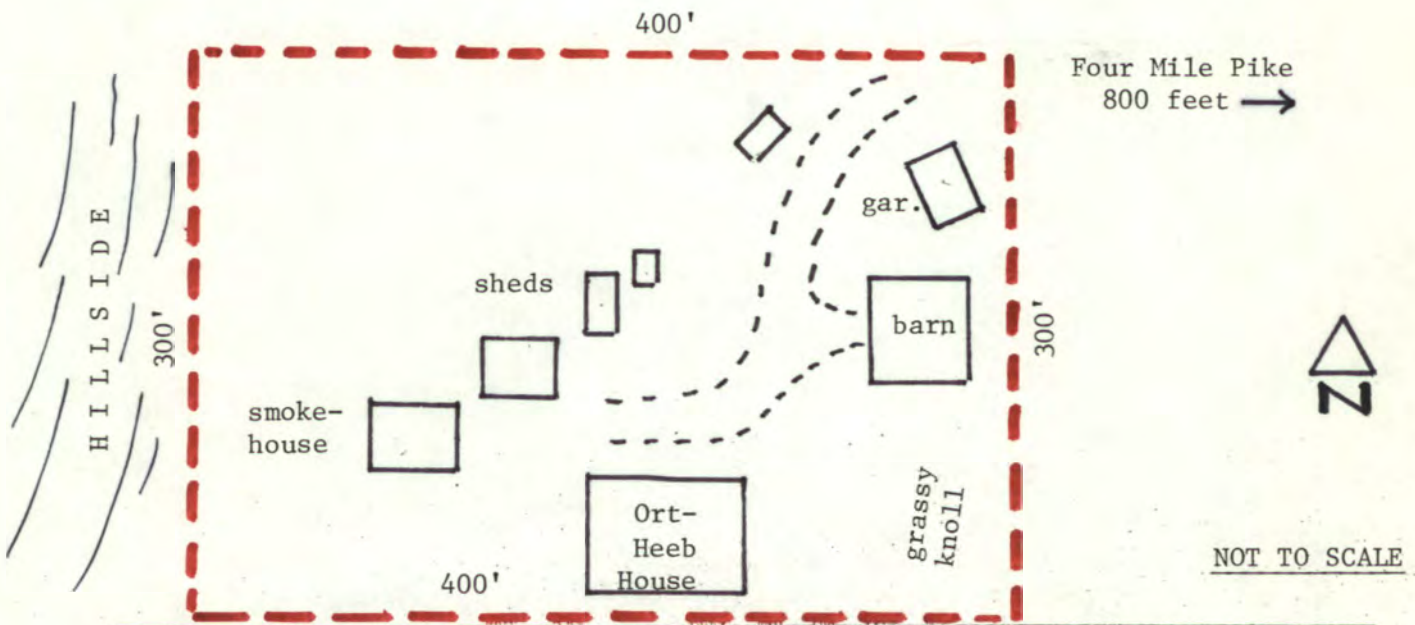 400'
Four Mile Pike
800 feet
gar.
sheds
barn
HILLSIDE
300'
300'
smoke-
house
grassy
knoll
Ort-
Heeb
House
400'
N
NOT TO SCALE